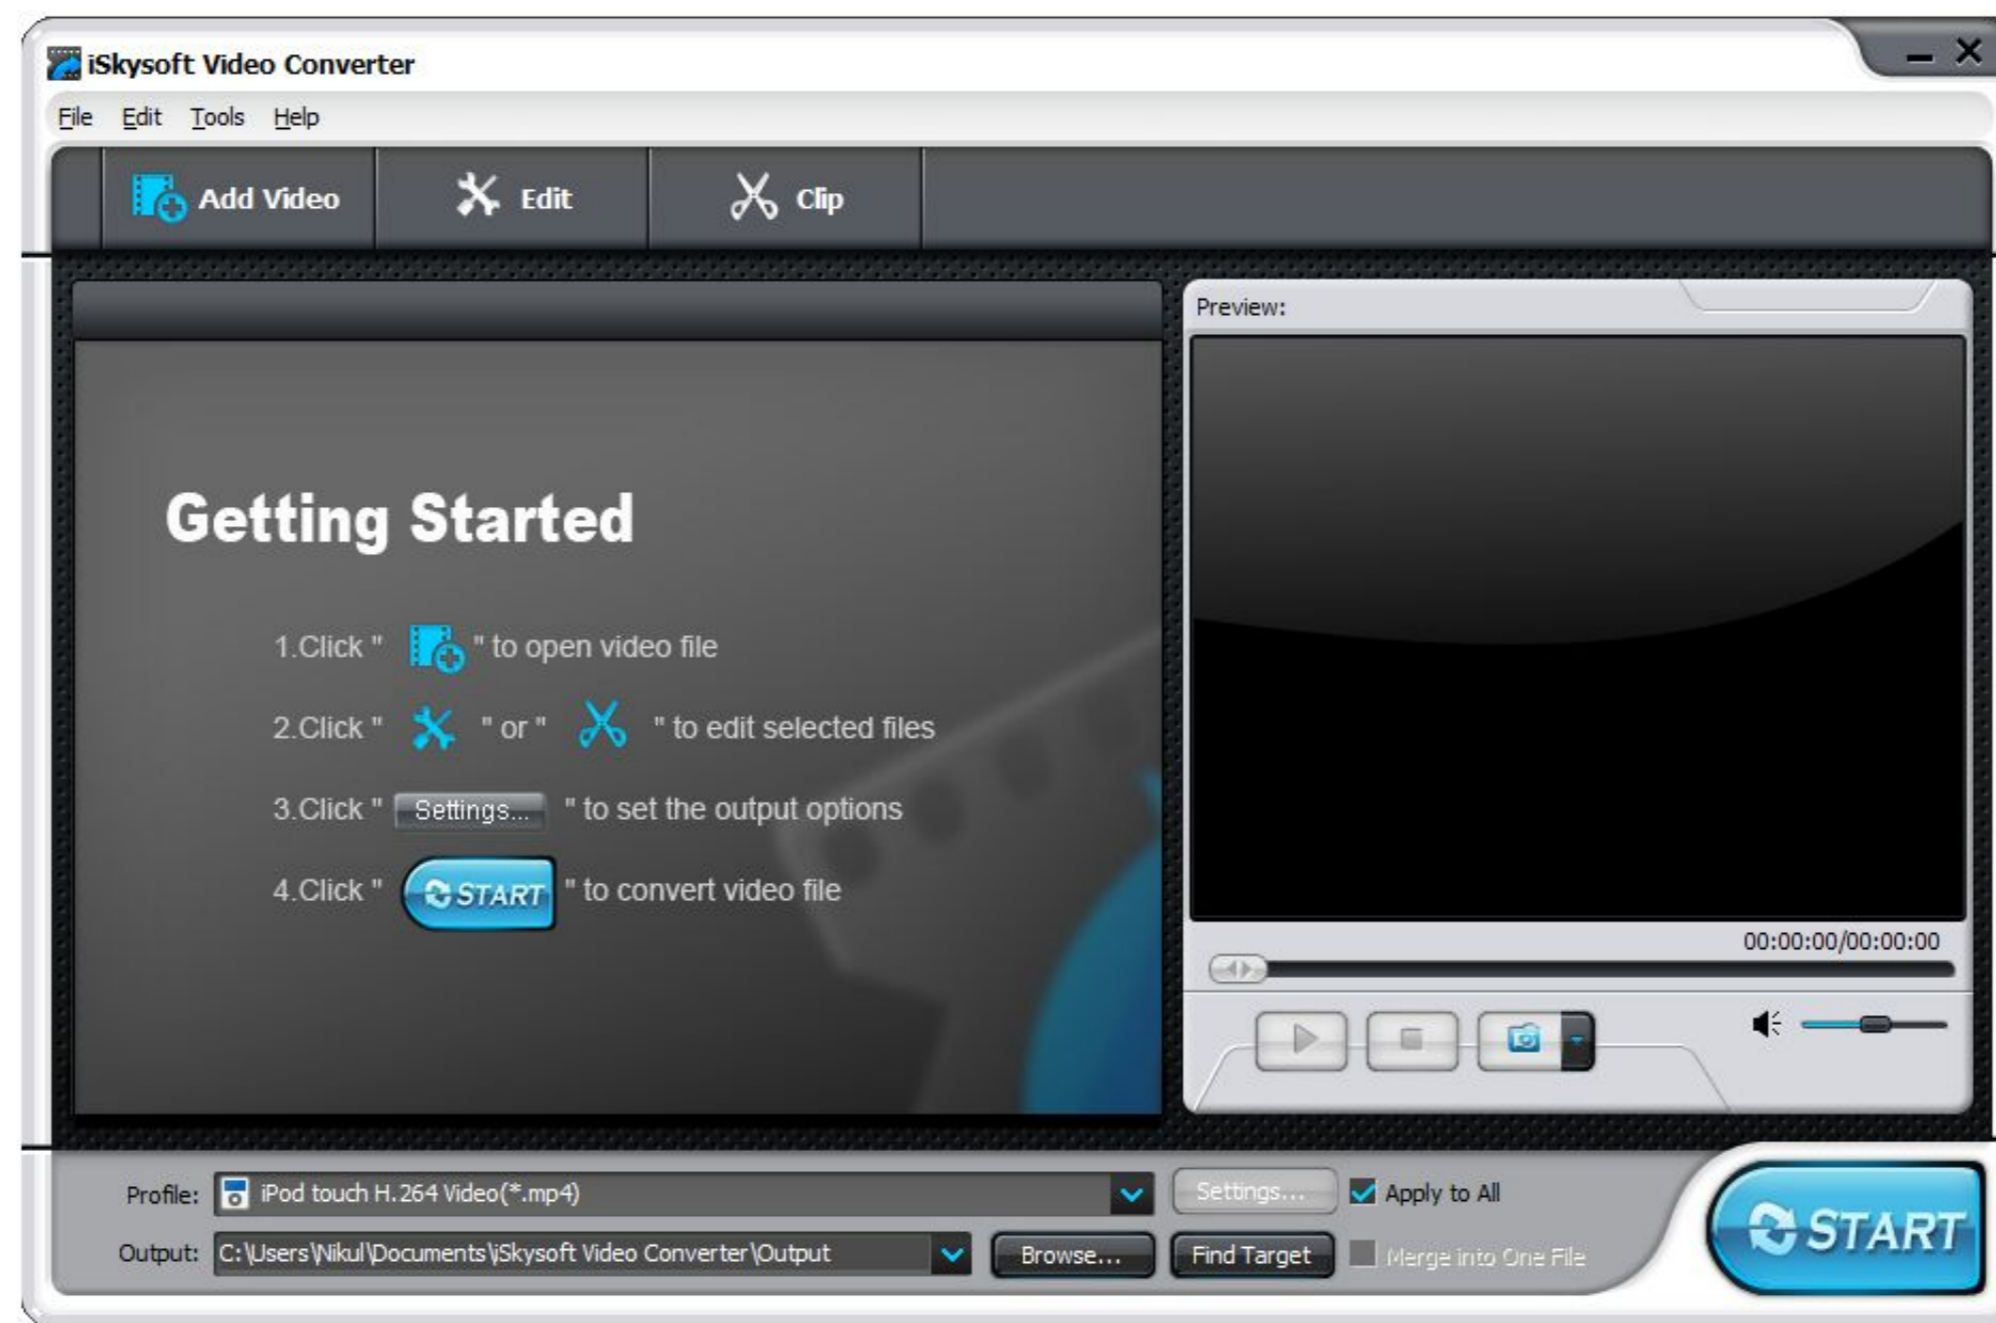 iSkysoft Video Converter
File Edit Tools Help
Add Video Edit Clip
Preview:
Getting Started
1.Click " " to open video file
2.Click " " or " " to edit selected files
3.Click " Settings... " to set the output options
4.Click " START " to convert video file
00:00:00/00:00:00
Profile: iPod touch H.264 Video(*.mp4) Settings... Apply to All
Output: C:\Users\Nikul\Documents\iSkysoft Video Converter\Output Browse... Find Target Merge into One File
START